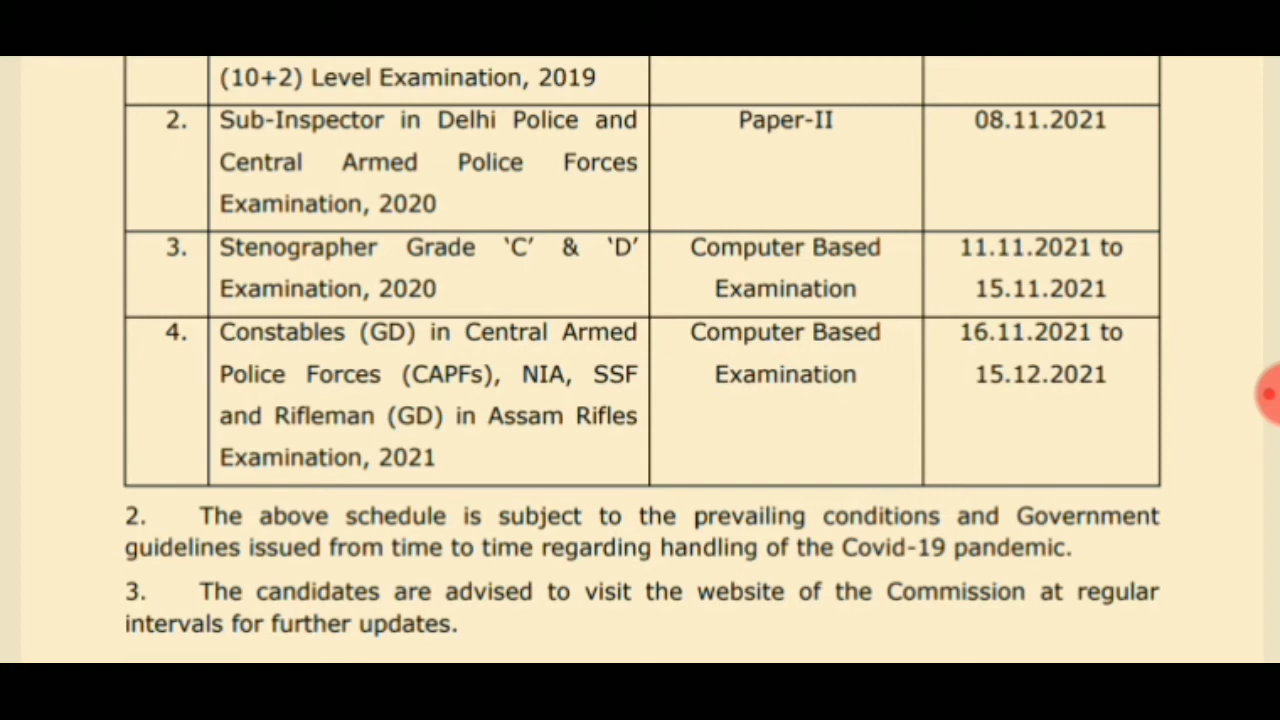 (10+2) Level Examination, 2019
2. Sub-Inspector in Delhi Police and Paper-II 08.11.2021
Central Armed Police Forces
Examination, 2020
3. Stenographer Grade ‘C’ & ‘D’ Computer Based 11.11.2021 to
Examination, 2020 Examination 15.11.2021
4. Constables (GD) in Central Armed Computer Based 16.11.2021 to
Police Forces (CAPFs), NIA, SSF Examination 15.12.2021
and Rifleman (GD) in Assam Rifles
Examination, 2021
2. The above schedule is subject to the prevailing conditions and Government
guidelines issued from time to time regarding handling of the Covid-19 pandemic.
3. The candidates are advised to visit the website of the Commission at regular
intervals for further updates.